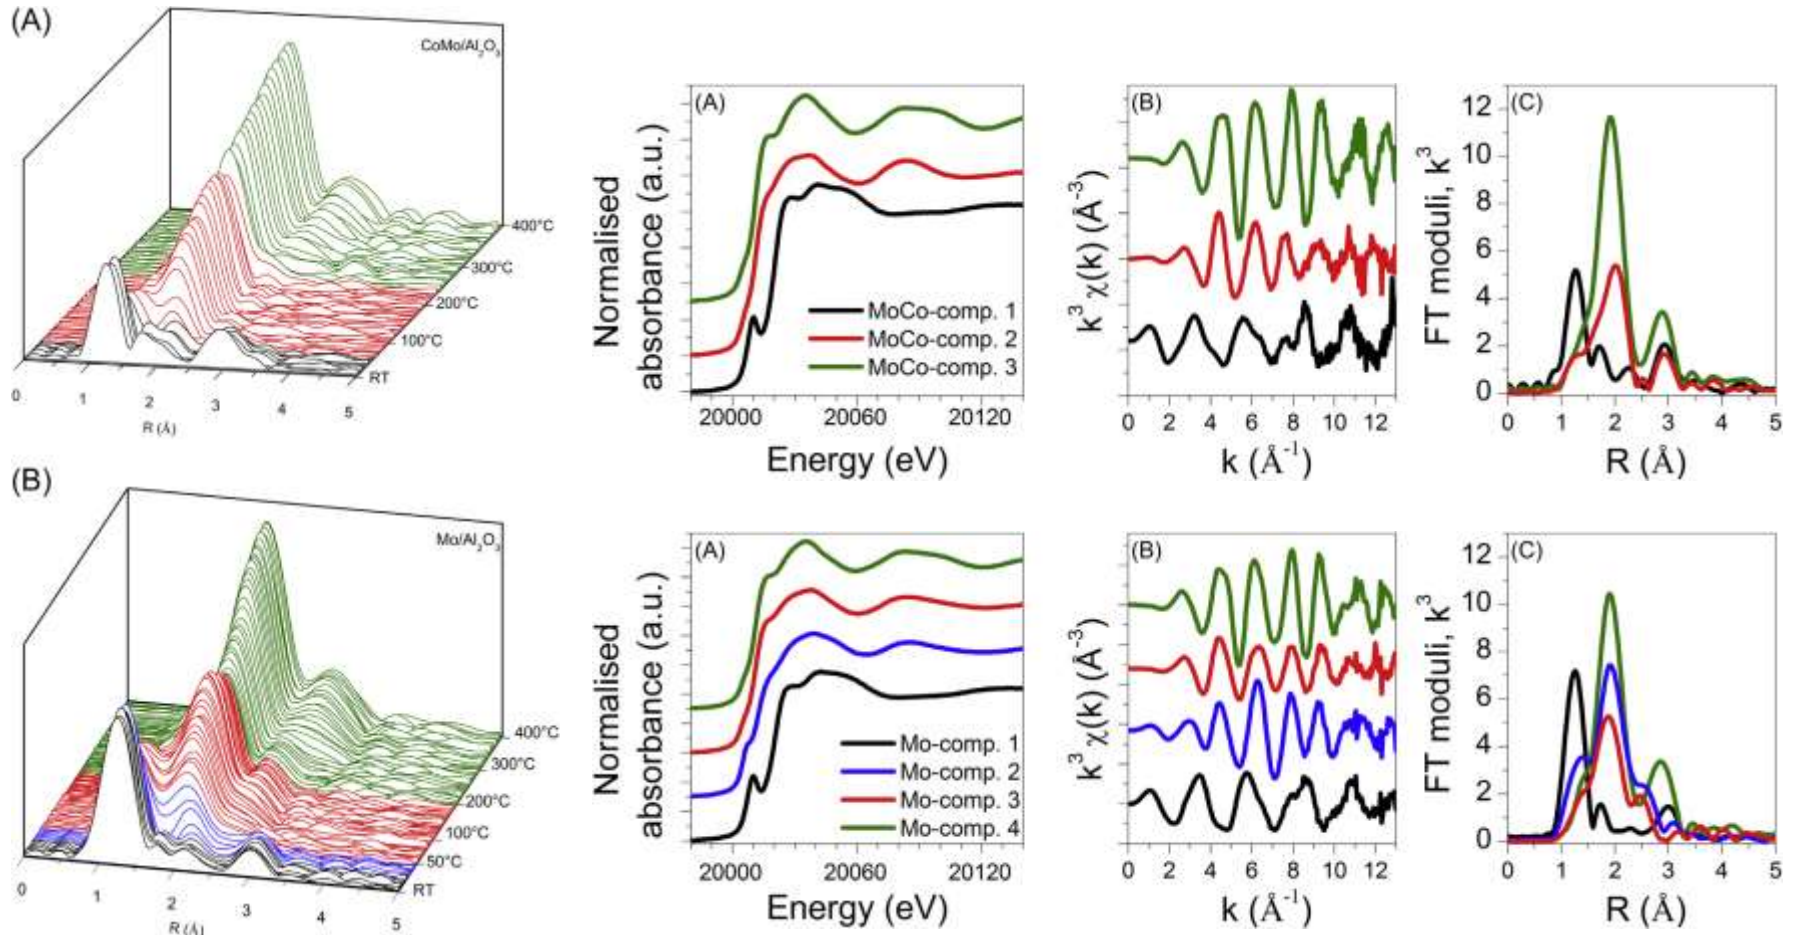 (A)
CoMo/Al2O3
400°C
300°C
200°C
100°C
RT
0 1 2 3 4 5
R (Å)
(A)
Normalised
absorbance (a.u.)
MoCo-comp. 1
MoCo-comp. 2
MoCo-comp. 3
20000 20060 20120
Energy (eV)
(B)
k³ χ(k) (Å⁻³)
0 2 4 6 8 10 12
k (Å⁻¹)
(C)
FT moduli, k³
12
10
8
6
4
2
0
0 1 2 3 4 5
R (Å)
(B)
Mo/Al2O3
400°C
300°C
200°C
100°C
50°C
RT
0 1 2 3 4 5
R (Å)
(A)
Normalised
absorbance (a.u.)
Mo-comp. 1
Mo-comp. 2
Mo-comp. 3
Mo-comp. 4
20000 20060 20120
Energy (eV)
(B)
k³ χ(k) (Å⁻³)
0 2 4 6 8 10 12
k (Å⁻¹)
(C)
FT moduli, k³
12
10
8
6
4
2
0
0 1 2 3 4 5
R (Å)